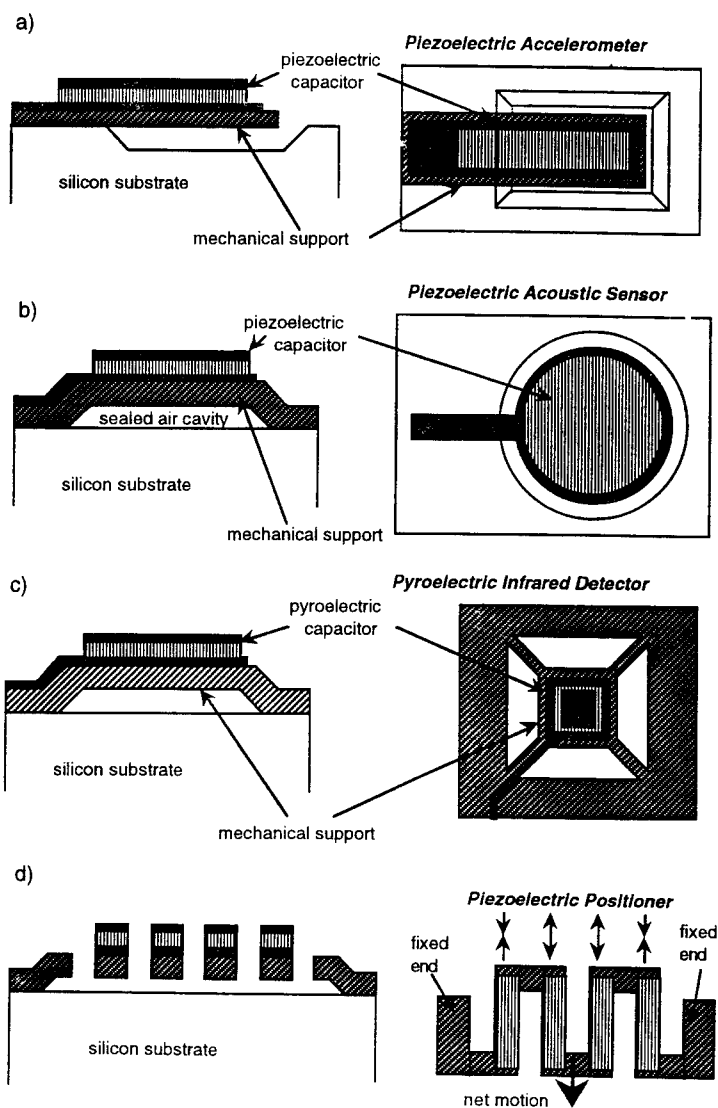 a)
Piezoelectric Accelerometer
piezoelectric
capacitor
silicon substrate
mechanical support
b)
Piezoelectric Acoustic Sensor
piezoelectric
capacitor
sealed air cavity
silicon substrate
mechanical support
c)
Pyroelectric Infrared Detector
pyroelectric
capacitor
silicon substrate
mechanical support
d)
Piezoelectric Positioner
fixed
end
fixed
end
silicon substrate
net motion